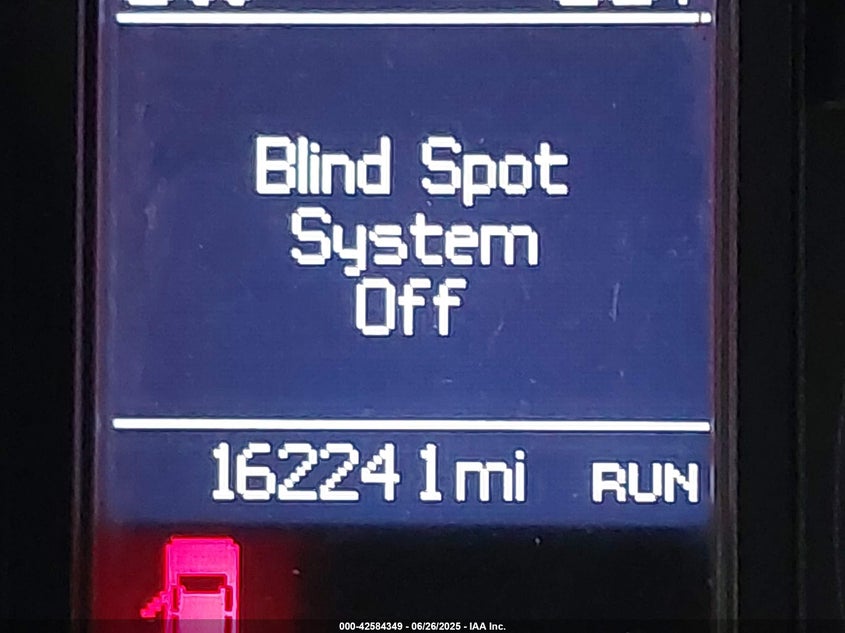 Blind Spot
System
Off
162241mi RUN
000-42584349 - 06/26/2025 - IAA Inc.